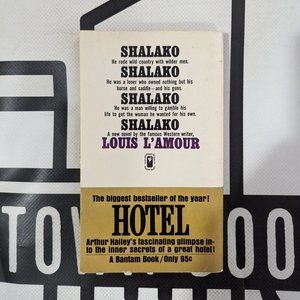 SHALAKO
He rode wild country with wilder men.
SHALAKO
He was a loner who owned nothing but his
horse and saddle—and his guns.
SHALAKO
He was a man willing to gamble his
life to get the woman he wanted for his own.
SHALAKO
A new novel by the famous Western writer,
LOUIS L'AMOUR
The biggest bestseller of the year!
HOTEL
Arthur Hailey's fascinating glimpse in-
to the inner secrets of a great hotel!
A Bantam Book/Only 95¢